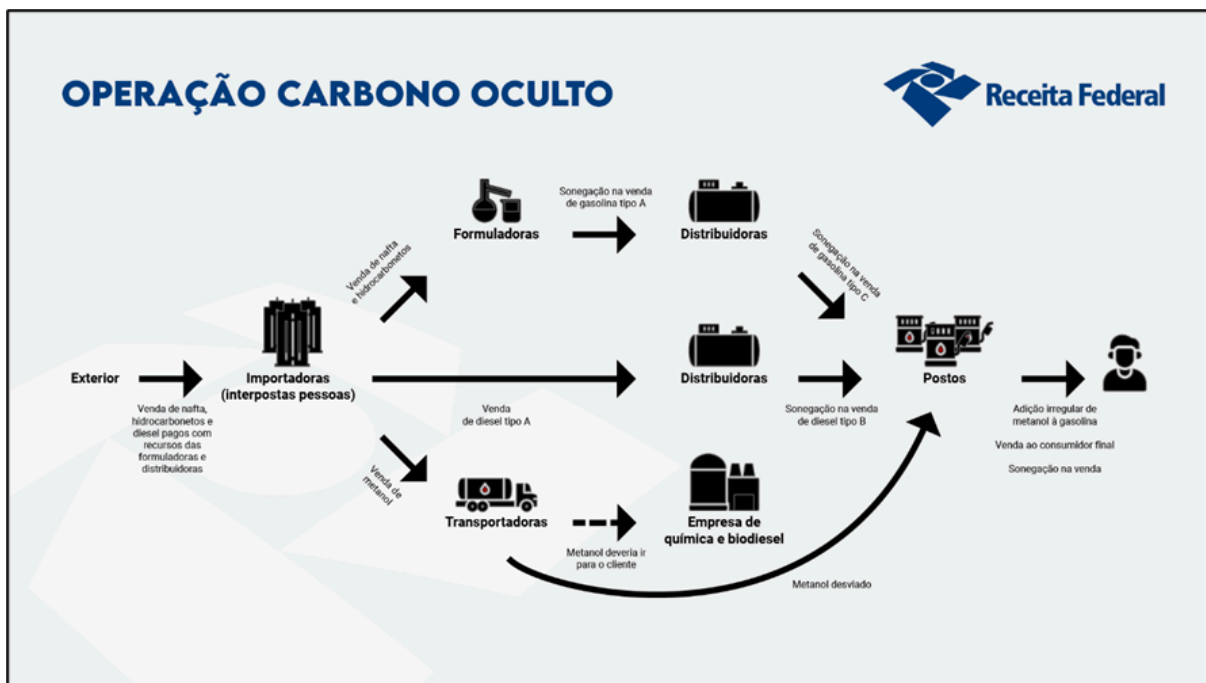 OPERAÇÃO CARBONO OCULTO
Receita Federal
Sonegação na venda
de gasolina tipo A
Formuladoras
Distribuidoras
Venda de nafta
e hidrocarbonetos
Sonegação na venda
de gasolina tipo C
Exterior
Importadoras
(interpostas pessoas)
Distribuidoras
Postos
Venda de nafta,
hidrocarbonetos e
diesel pagos com
recursos das
formuladoras e
distribuidoras
Venda
de diesel tipo A
Sonegação na venda
de diesel tipo B
Adição irregular de
metanol à gasolina
Venda ao consumidor final
Sonegação na venda
Venda de
metanol
Transportadoras
Empresa de
química e biodiesel
Metanol deveria ir
para o cliente
Metanol desviado